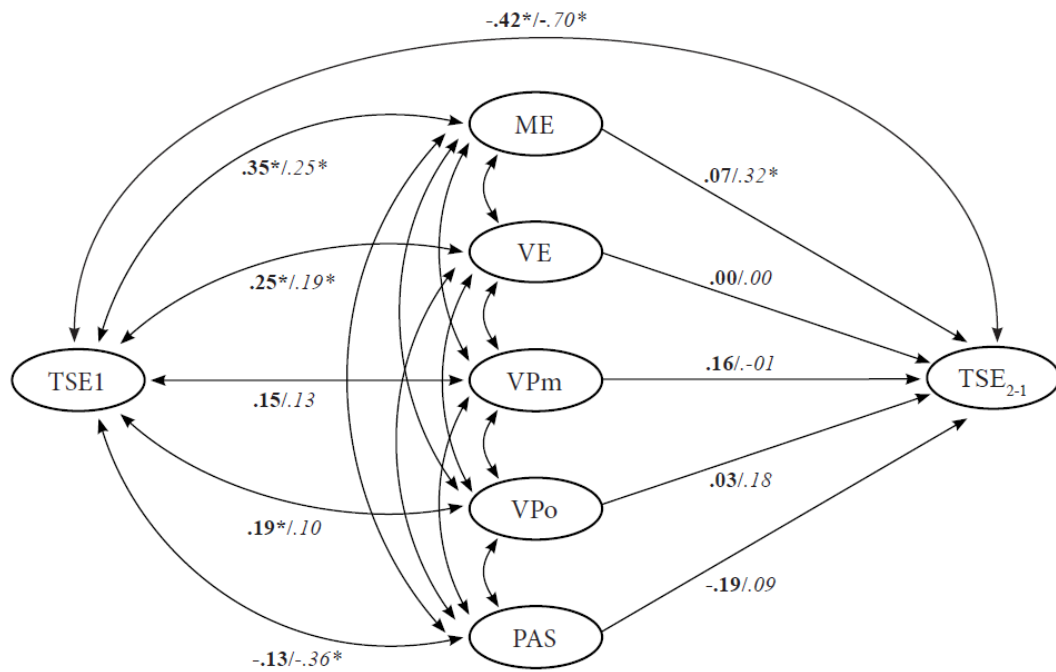 -.42*/-.70*
ME
.35*/.25*
.07/.32*
VE
.25*/.19*
.00/.00
TSE1
VPm
TSE2-1
.15/.13
.16/.-01
VPo
.19*/.10
.03/.18
-.19/.09
PAS
-.13/-.36*